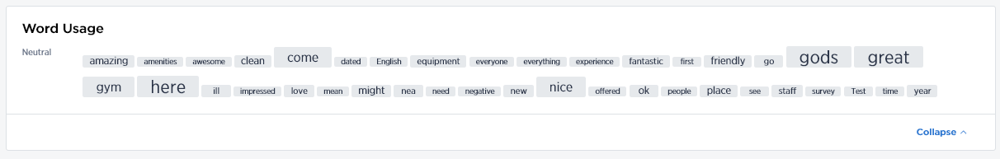 Word Usage
Neutral
amazing amenities awesome clean come dated English equipment everyone everything experience fantastic first friendly go gods great
gym here ill impressed love mean might nea need negative new nice offered ok people place see staff survey Test time year
Collapse